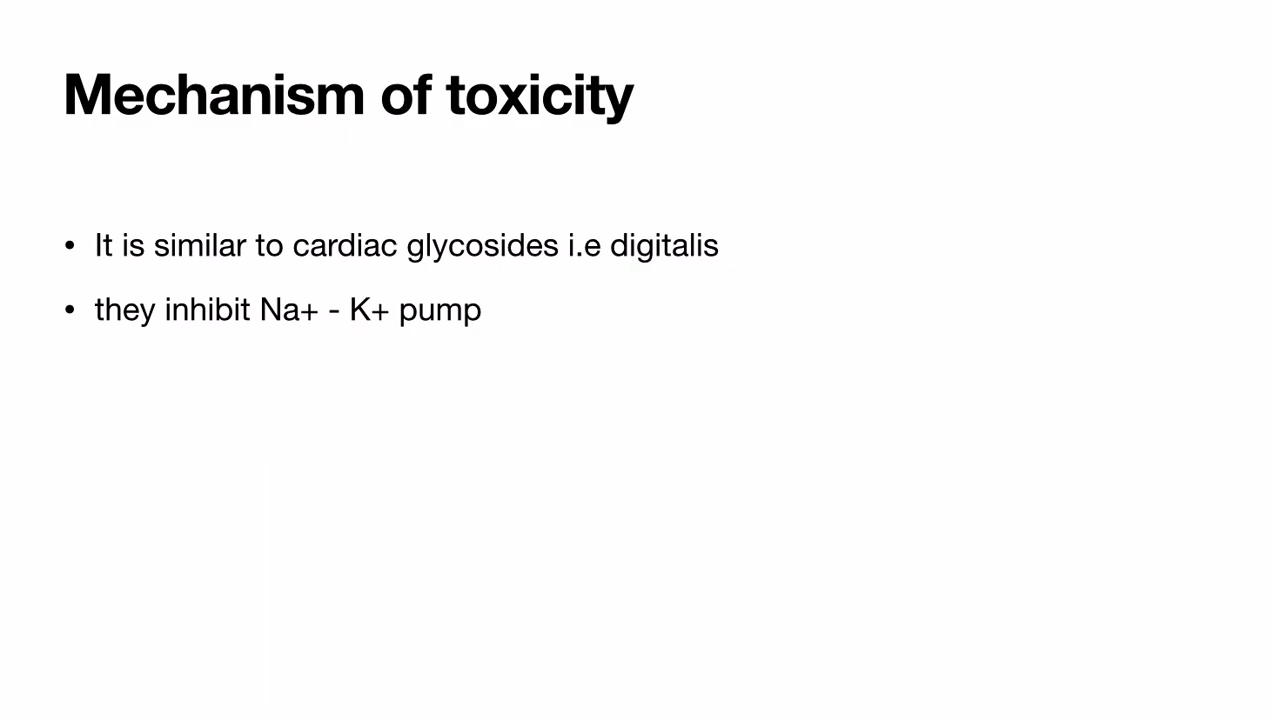 Mechanism of toxicity
• It is similar to cardiac glycosides i.e digitalis
• they inhibit Na+ - K+ pump